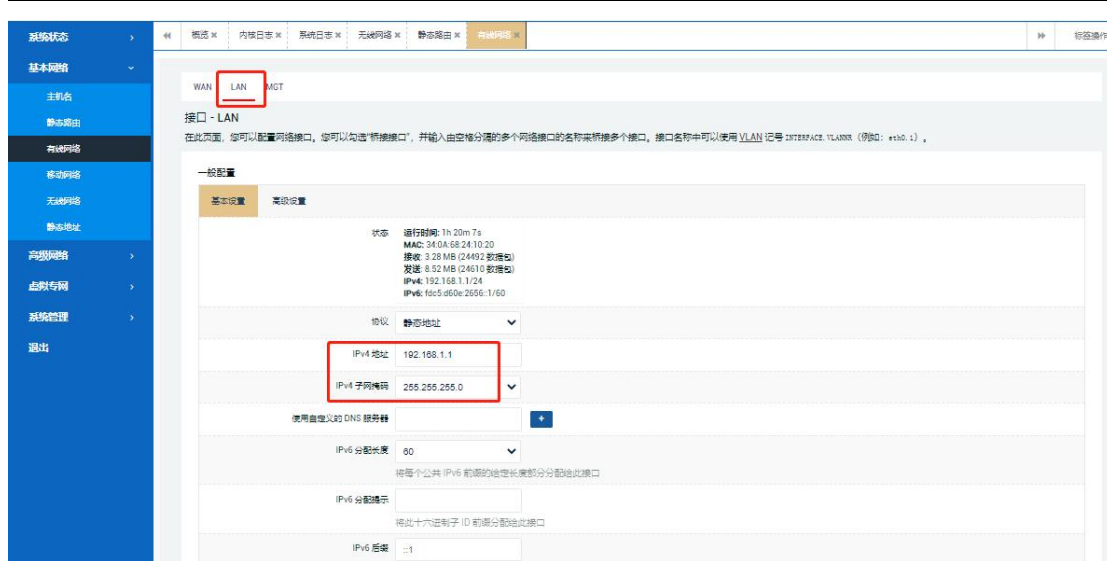 系统状态
基本网络
主机名
静态路由
有线网络
移动网络
无线网络
静态地址
高级网络
虚拟专网
系统管理
退出
概览 内核日志 系统日志 无线网络 静态路由 有线网络 标签操作
WAN LAN MGT
接口 - LAN
在此页面，您可以配置网络接口。您可以勾选“桥接接口”，并输入由空格分隔的多个网络接口的名称来桥接多个接口。接口名称中可以使用 VLAN 记号 INTERFACE.VLANNR（例如：eth0.1）。
一般配置
基本设置 高级设置
状态 运行时间: 1h 20m 7s
MAC: 34:0A:68:24:10:20
接收: 3.28 MB (24492 数据包)
发送: 8.52 MB (24610 数据包)
IPv4: 192.168.1.1/24
IPv6: fdc5:d60e:2656::1/60
协议 静态地址
IPv4 地址 192.168.1.1
IPv4 子网掩码 255.255.255.0
使用自定义的 DNS 服务器 +
IPv6 分配长度 60
将每个公共 IPv6 前缀的给定长度部分分配给此接口
IPv6 分配提示
将此十六进制子 ID 前缀分配给此接口
IPv6 后缀 ::1